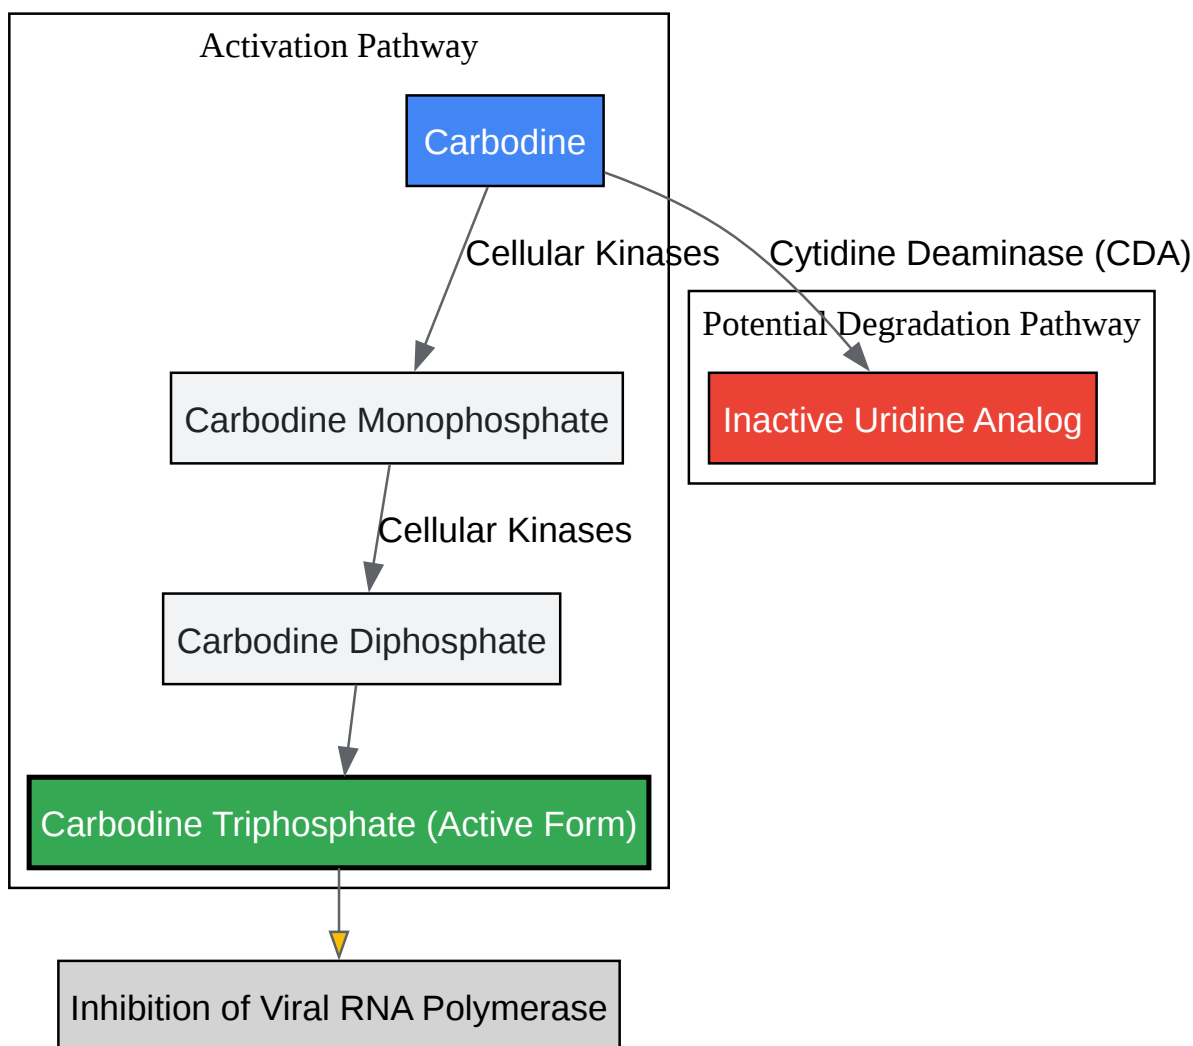 Activation Pathway
Carbodine
Cellular Kinases
Cytidine Deaminase (CDA)
Potential Degradation Pathway
Carbodine Monophosphate
Inactive Uridine Analog
Cellular Kinases
Carbodine Diphosphate
Carbodine Triphosphate (Active Form)
Inhibition of Viral RNA Polymerase